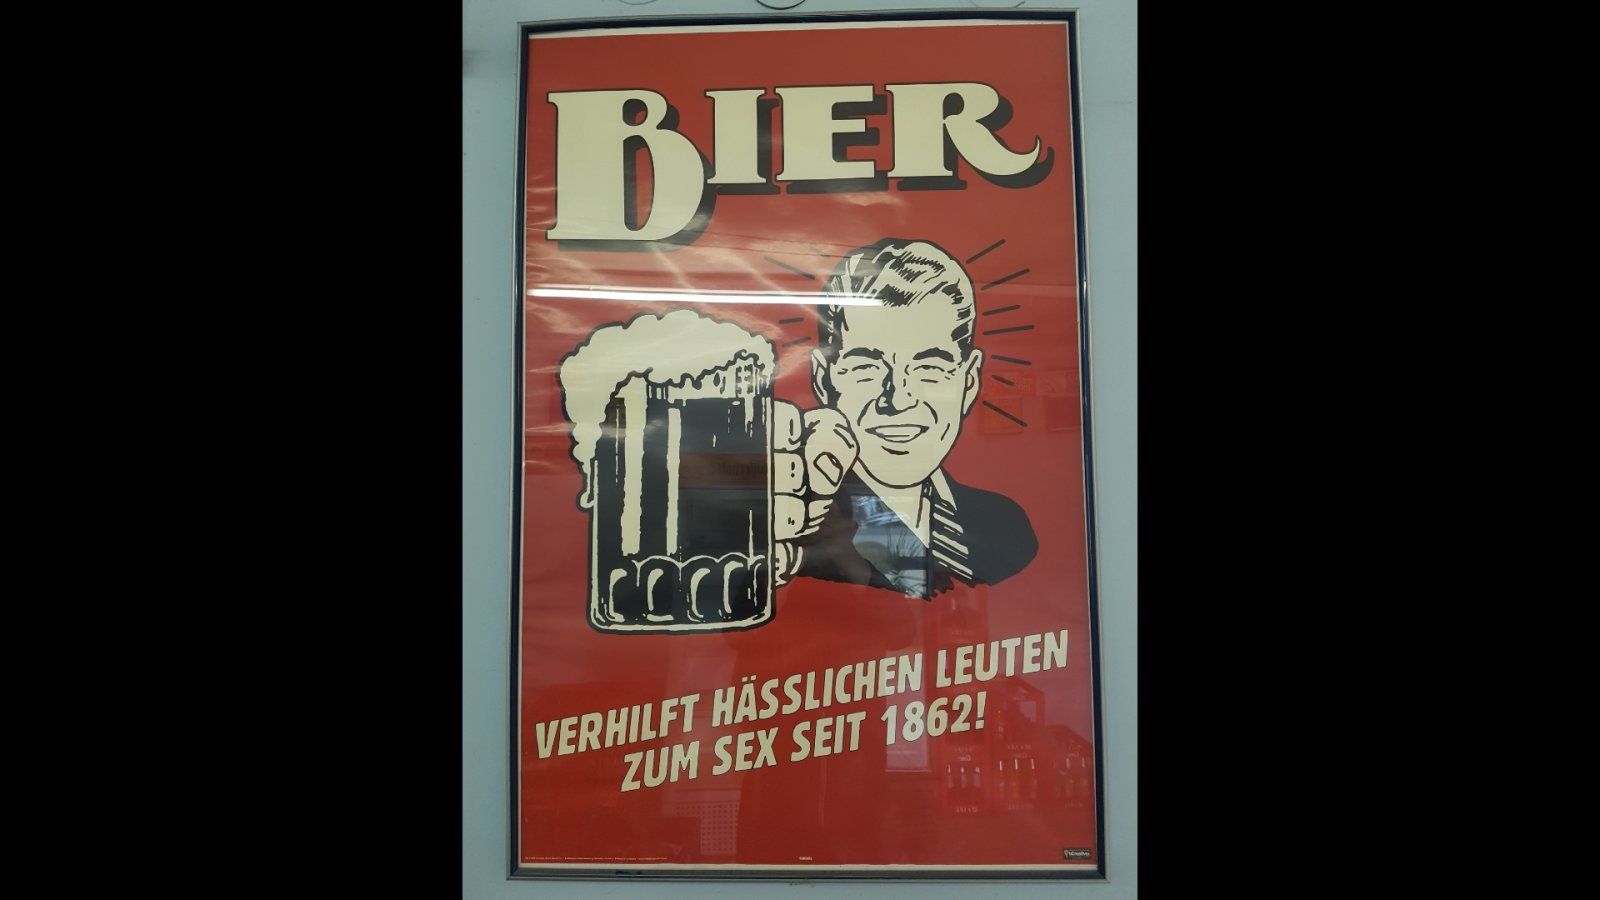 BIER
VERHILFT HÄSSLICHEN LEUTEN
ZUM SEX SEIT 1862!